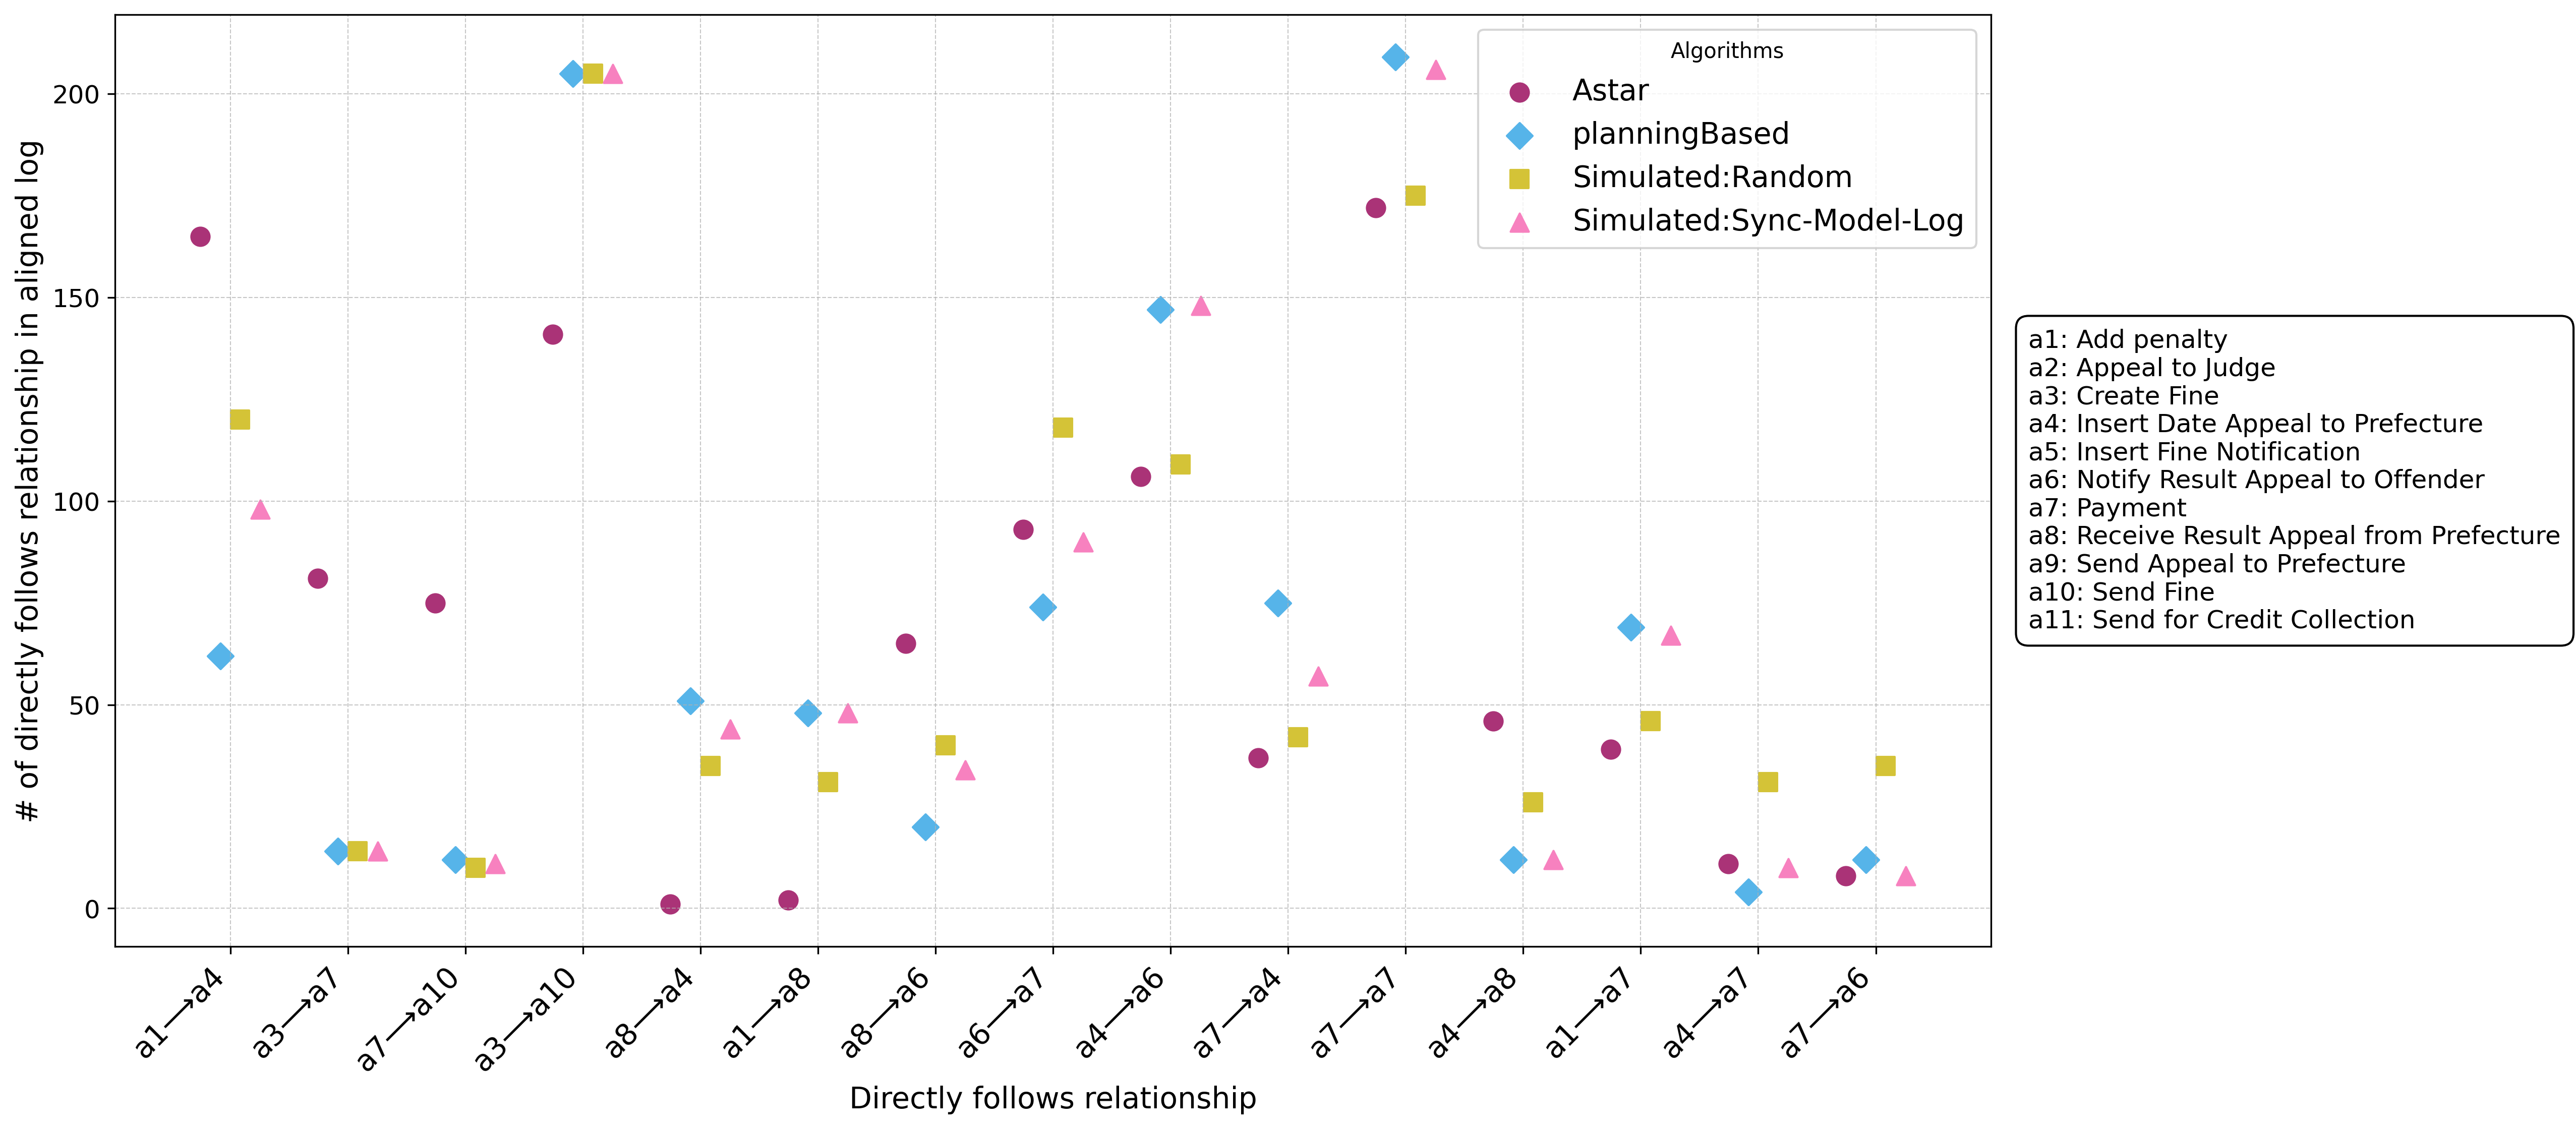 # of directly follows relationship in aligned log
200
150
100
50
0
Algorithms
Astar
planningBased
Simulated:Random
Simulated:Sync-Model-Log
a1: Add penalty
a2: Appeal to Judge
a3: Create Fine
a4: Insert Date Appeal to Prefecture
a5: Insert Fine Notification
a6: Notify Result Appeal to Offender
a7: Payment
a8: Receive Result Appeal from Prefecture
a9: Send Appeal to Prefecture
a10: Send Fine
a11: Send for Credit Collection
a1→a4
a3→a7
a7→a10
a3→a10
a8→a4
a1→a8
a8→a6
a6→a7
a4→a6
a7→a4
a7→a7
a4→a8
a1→a7
a4→a7
a7→a6
Directly follows relationship